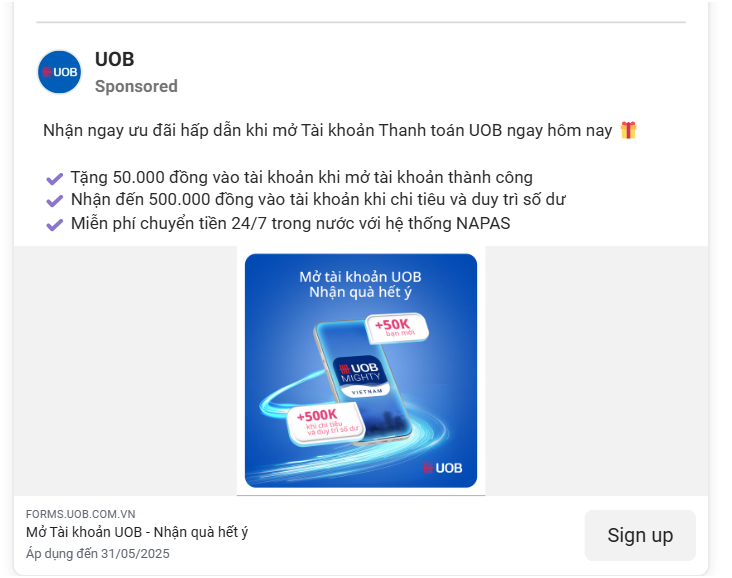 UOB
UOB
Sponsored
Nhận ngay ưu đãi hấp dẫn khi mở Tài khoản Thanh toán UOB ngay hôm nay 🎁
Tặng 50.000 đồng vào tài khoản khi mở tài khoản thành công
Nhận đến 500.000 đồng vào tài khoản khi chi tiêu và duy trì số dư
Miễn phí chuyển tiền 24/7 trong nước với hệ thống NAPAS
Mở tài khoản UOB
Nhận quà hết ý
+50K
bạn mới
UOB
MIGHTY
VIETNAM
+500K
khi chi tiêu
và duy trì số dư
UOB
FORMS.UOB.COM.VN
Mở Tài khoản UOB - Nhận quà hết ý
Áp dụng đến 31/05/2025
Sign up